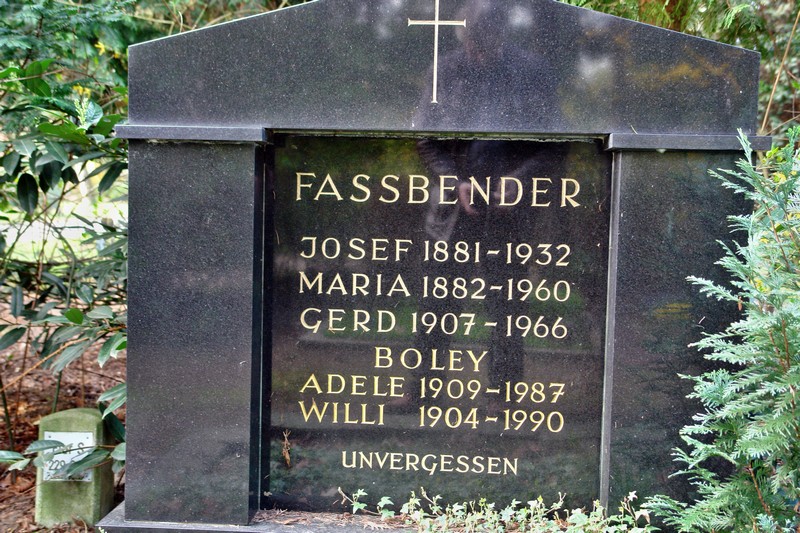 FASSBENDER
JOSEF 1881-1932
MARIA 1882-1960
GERD 1907-1966
BOLEY
ADELE 1909-1987
WILLI 1904-1990
UNVERGESSEN